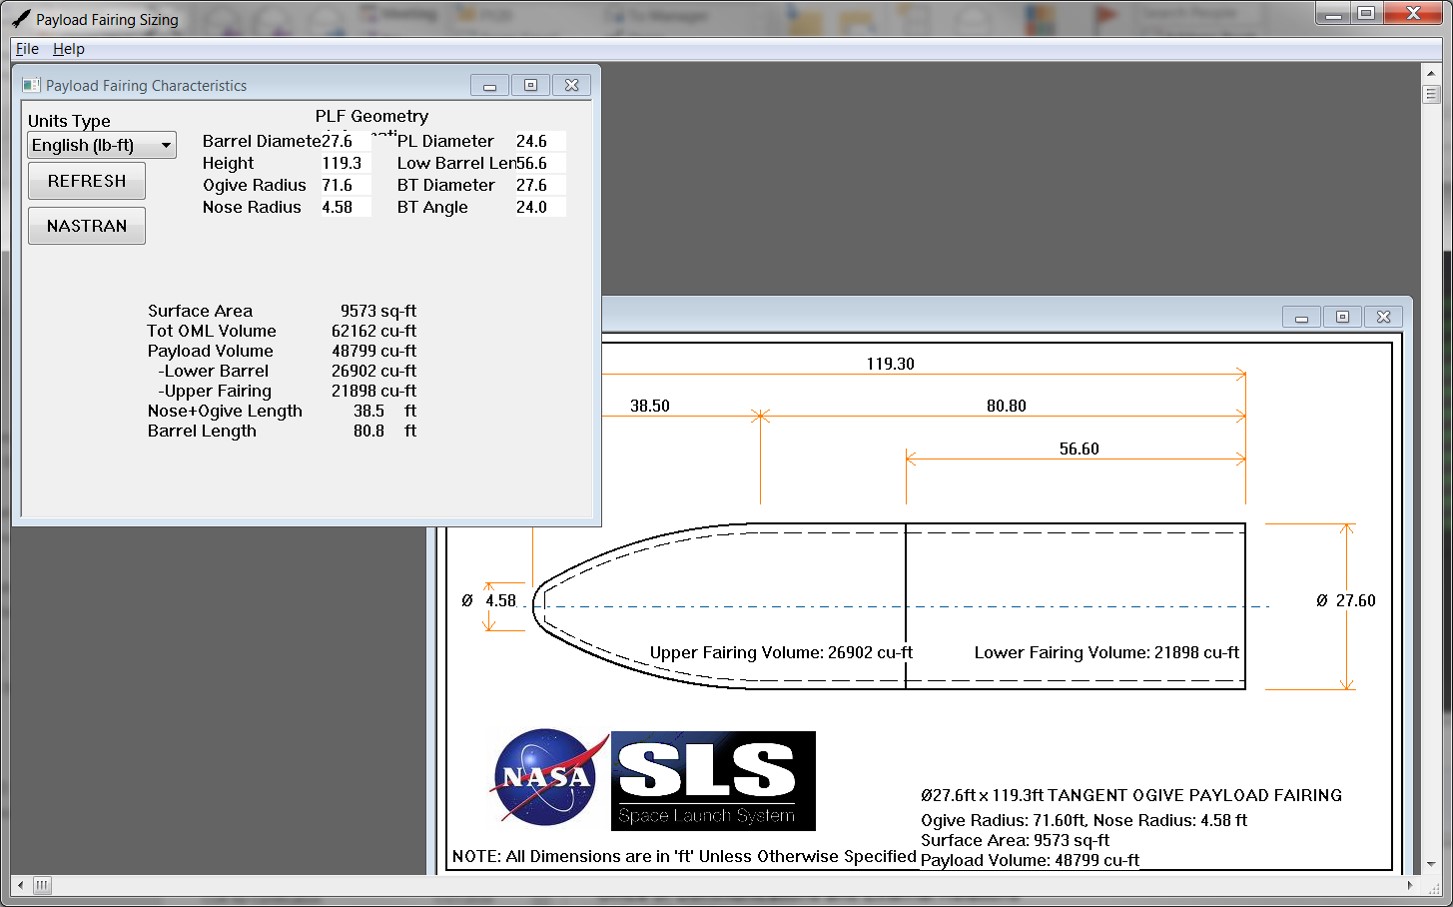 Payload Fairing Sizing
File Help
Payload Fairing Characteristics
Units Type
English (lb-ft)
REFRESH
NASTRAN
PLF Geometry
Barrel Diamete 27.6 PL Diameter 24.6
Height 119.3 Low Barrel Len 56.6
Ogive Radius 71.6 BT Diameter 27.6
Nose Radius 4.58 BT Angle 24.0
Surface Area 9573 sq-ft
Tot OML Volume 62162 cu-ft
Payload Volume 48799 cu-ft
-Lower Barrel 26902 cu-ft
-Upper Fairing 21898 cu-ft
Nose+Ogive Length 38.5 ft
Barrel Length 80.8 ft
119.30
38.50 80.80
56.60
Ø 4.58
Ø 27.60
Upper Fairing Volume: 26902 cu-ft Lower Fairing Volume: 21898 cu-ft
NASA
SLS
Space Launch System
Ø27.6ft x 119.3ft TANGENT OGIVE PAYLOAD FAIRING
Ogive Radius: 71.60ft, Nose Radius: 4.58 ft
Surface Area: 9573 sq-ft
Payload Volume: 48799 cu-ft
NOTE: All Dimensions are in 'ft' Unless Otherwise Specified